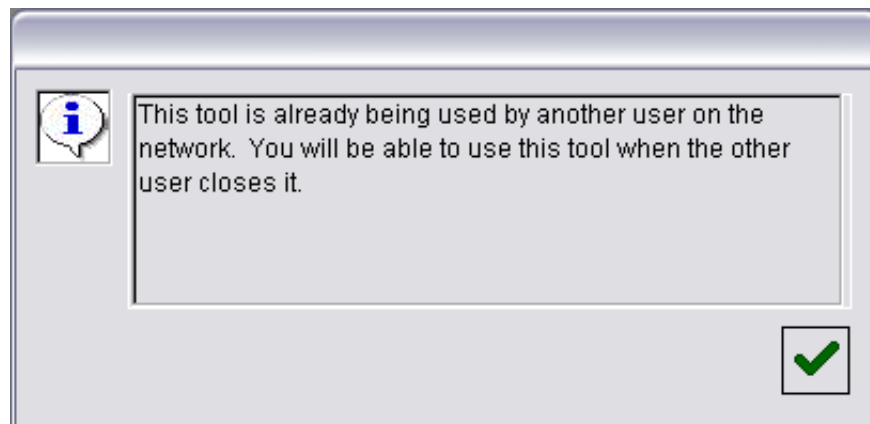 This tool is already being used by another user on the
network.  You will be able to use this tool when the other
user closes it.